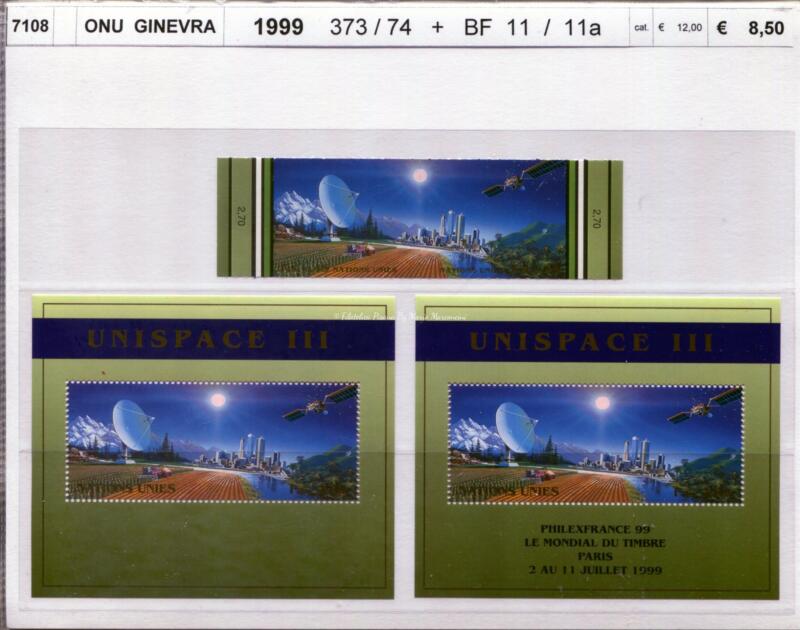 7108 ONU GINEVRA 1999 373 / 74 + BF 11 / 11a cat. € 12,00 € 8,50
2,70 2,70
NATIONS UNIES NATIONS UNIES
UNISPACE III UNISPACE III
NATIONS UNIES NATIONS UNIES
PHILEXFRANCE 99
LE MONDIAL DU TIMBRE
PARIS
2 AU 11 JUILLET 1999